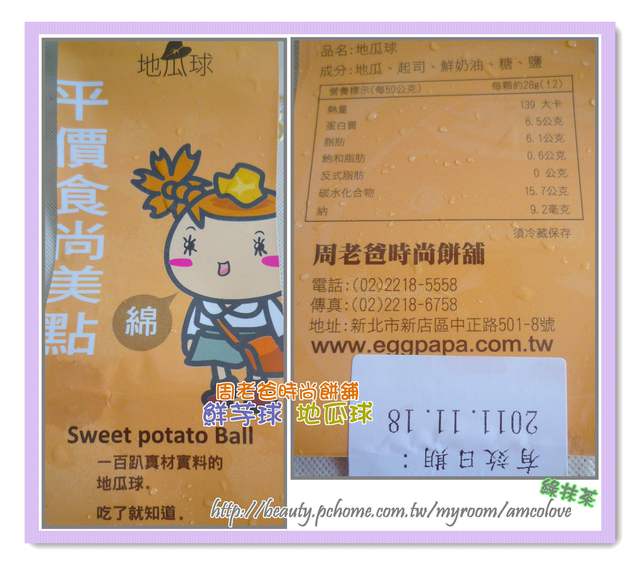 地瓜球
平價食尚美點
綿
Sweet potato Ball
一百趴真材實料的
地瓜球.
吃了就知道.
品名:地瓜球
成分:地瓜、起司、鮮奶油、糖、鹽
營養標示(每50公克) 每顆約28g(±2)
熱量 139 大卡
蛋白質 6.5公克
脂肪 6.1公克
飽和脂肪 0.6公克
反式脂肪 0 公克
碳水化合物 15.7公克
鈉 9.2毫克
須冷藏保存
周老爸時尚餅舖
電話:(02)2218-5558
傳真:(02)2218-6758
地址:新北市新店區中正路501-8號
www.eggpapa.com.tw
有效日期:
2011.11.18
周老爸時尚餅舖
鮮芋球 地瓜球
綠抹茶
http://beauty.pchome.com.tw/myroom/amcolove